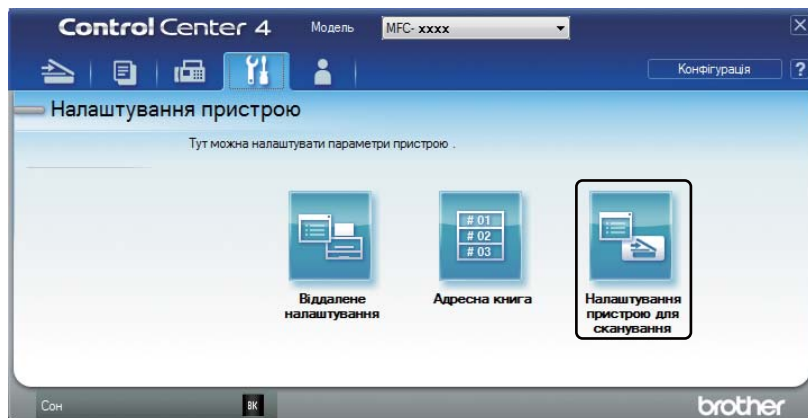 Control Center 4 Модель MFC- xxxx X
Конфігурація ?
Налаштування пристрою
Тут можна налаштувати параметри пристрою .
# 01
# 02
# 03
Віддалене
налаштування
Адресна книга
Налаштування
пристрою для
сканування
Сон BK brother